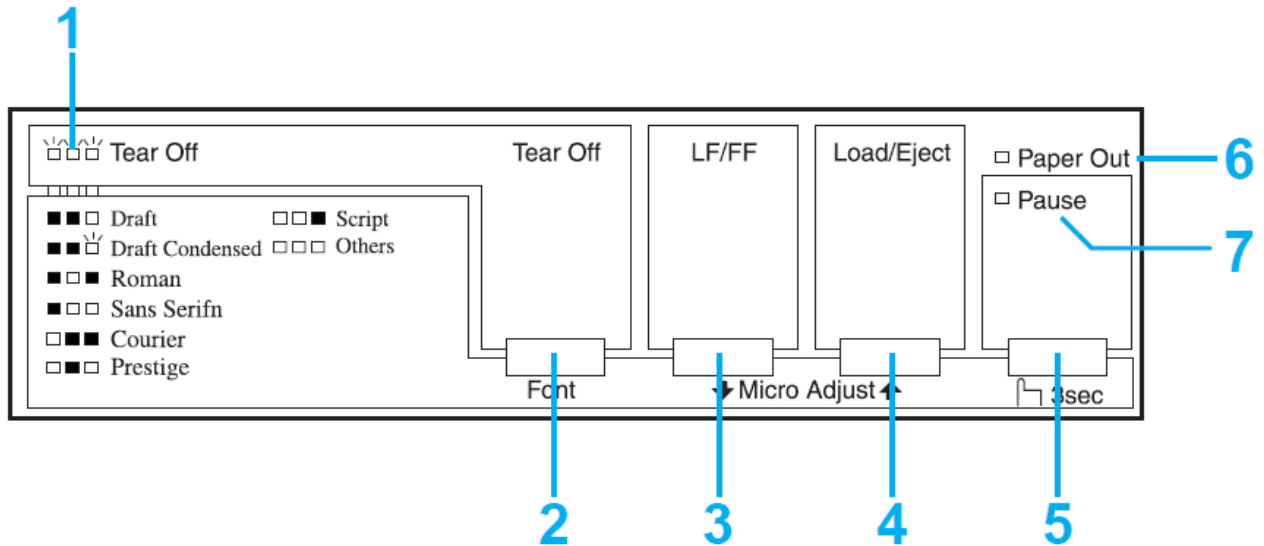 1
Tear Off
Tear Off
LF/FF
Load/Eject
Paper Out
6
Pause
7
Draft
Script
Draft Condensed
Others
Roman
Sans Serifn
Courier
Prestige
Font
Micro Adjust
3sec
2
3
4
5